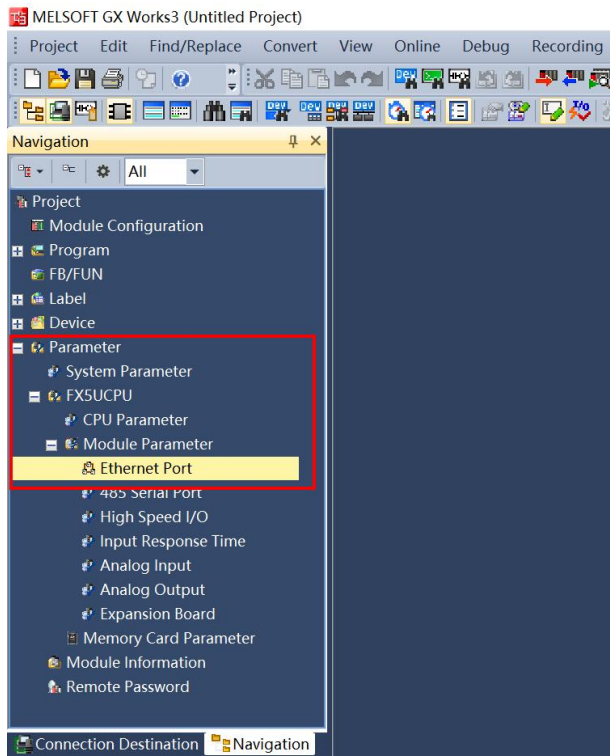 MELSOFT GX Works3 (Untitled Project)
Project Edit Find/Replace Convert View Online Debug Recording
Navigation
All
Project
Module Configuration
Program
FB/FUN
Label
Device
Parameter
System Parameter
FX5UCPU
CPU Parameter
Module Parameter
Ethernet Port
485 Serial Port
High Speed I/O
Input Response Time
Analog Input
Analog Output
Expansion Board
Memory Card Parameter
Module Information
Remote Password
Connection Destination Navigation